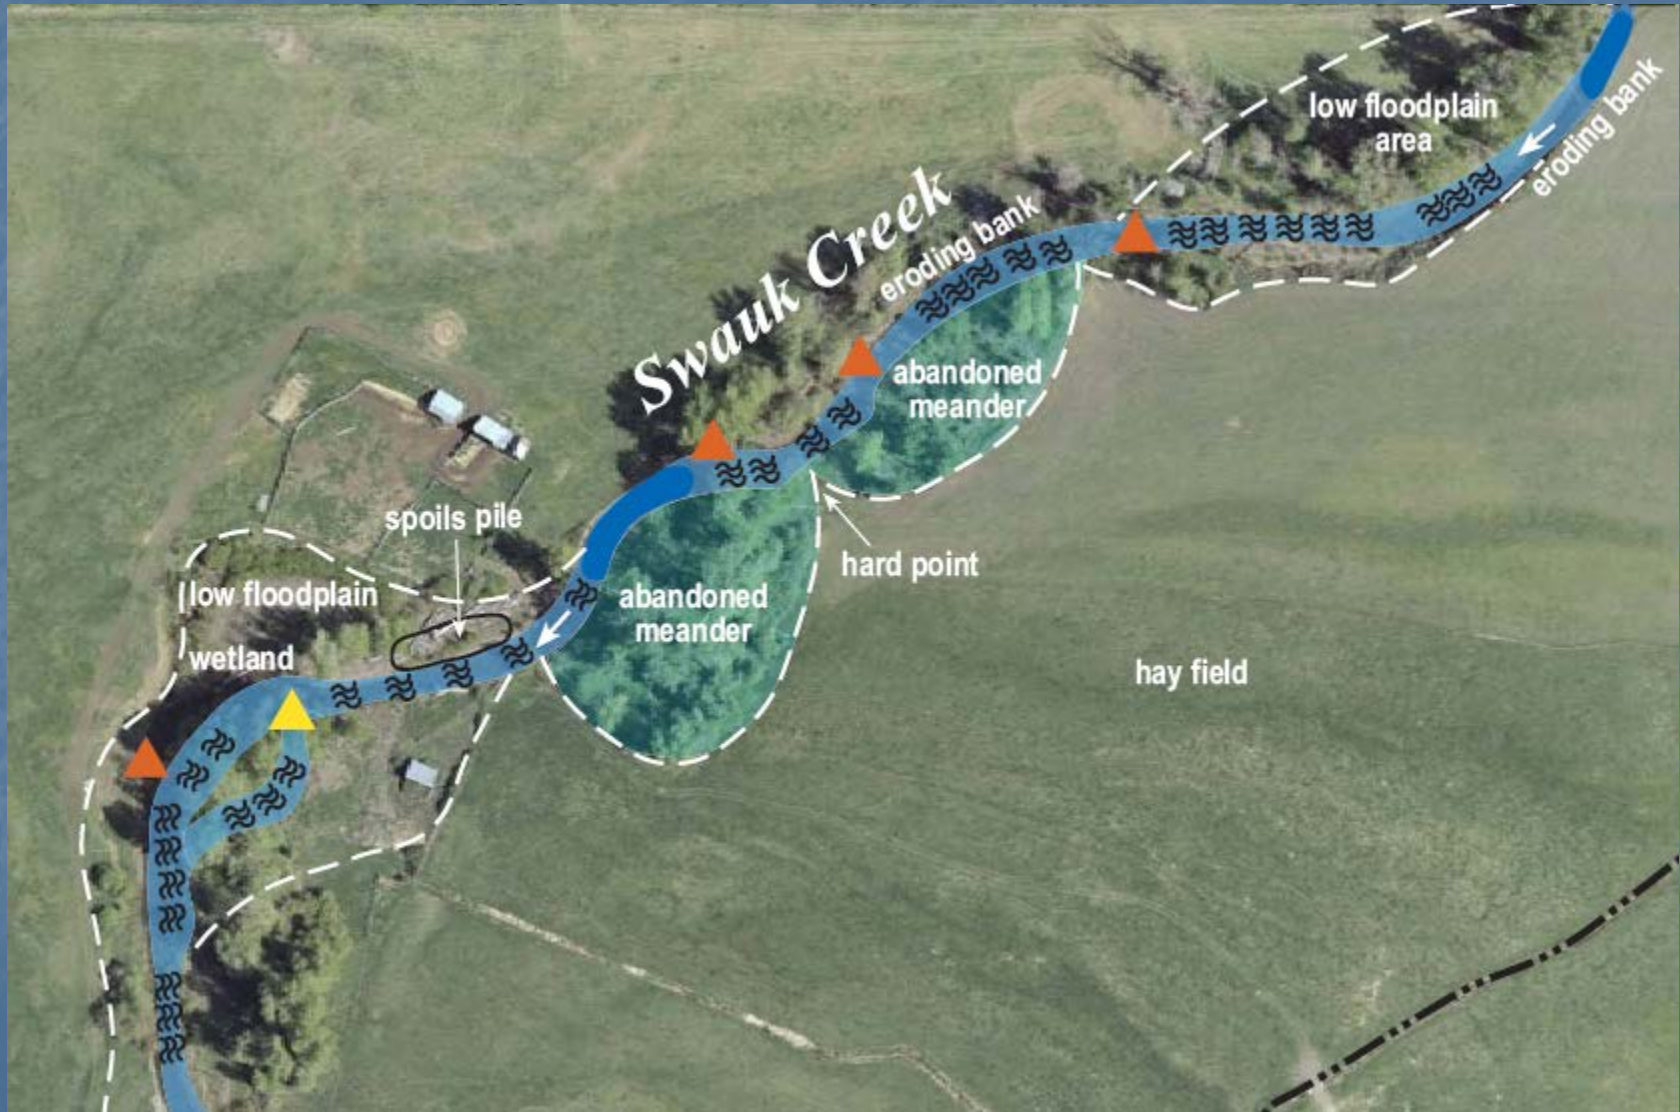 low floodplain
area
eroding bank
Swauk Creek
eroding bank
abandoned
meander
spoils pile
hard point
low floodplain
abandoned
meander
wetland
hay field